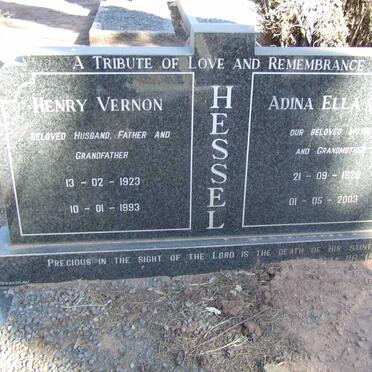 A TRIBUTE OF LOVE AND REMEMBRANCE
HENRY VERNON
BELOVED HUSBAND, FATHER AND
GRANDFATHER
13 - 02 - 1923
10 - 01 - 1993
HESSEL
ADINA ELLA
OUR BELOVED
AND GRANDMOTHER
21 - 09 - 1920
01 - 05 - 2003
PRECIOUS IN THE SIGHT OF THE LORD IS THE DEATH OF HIS